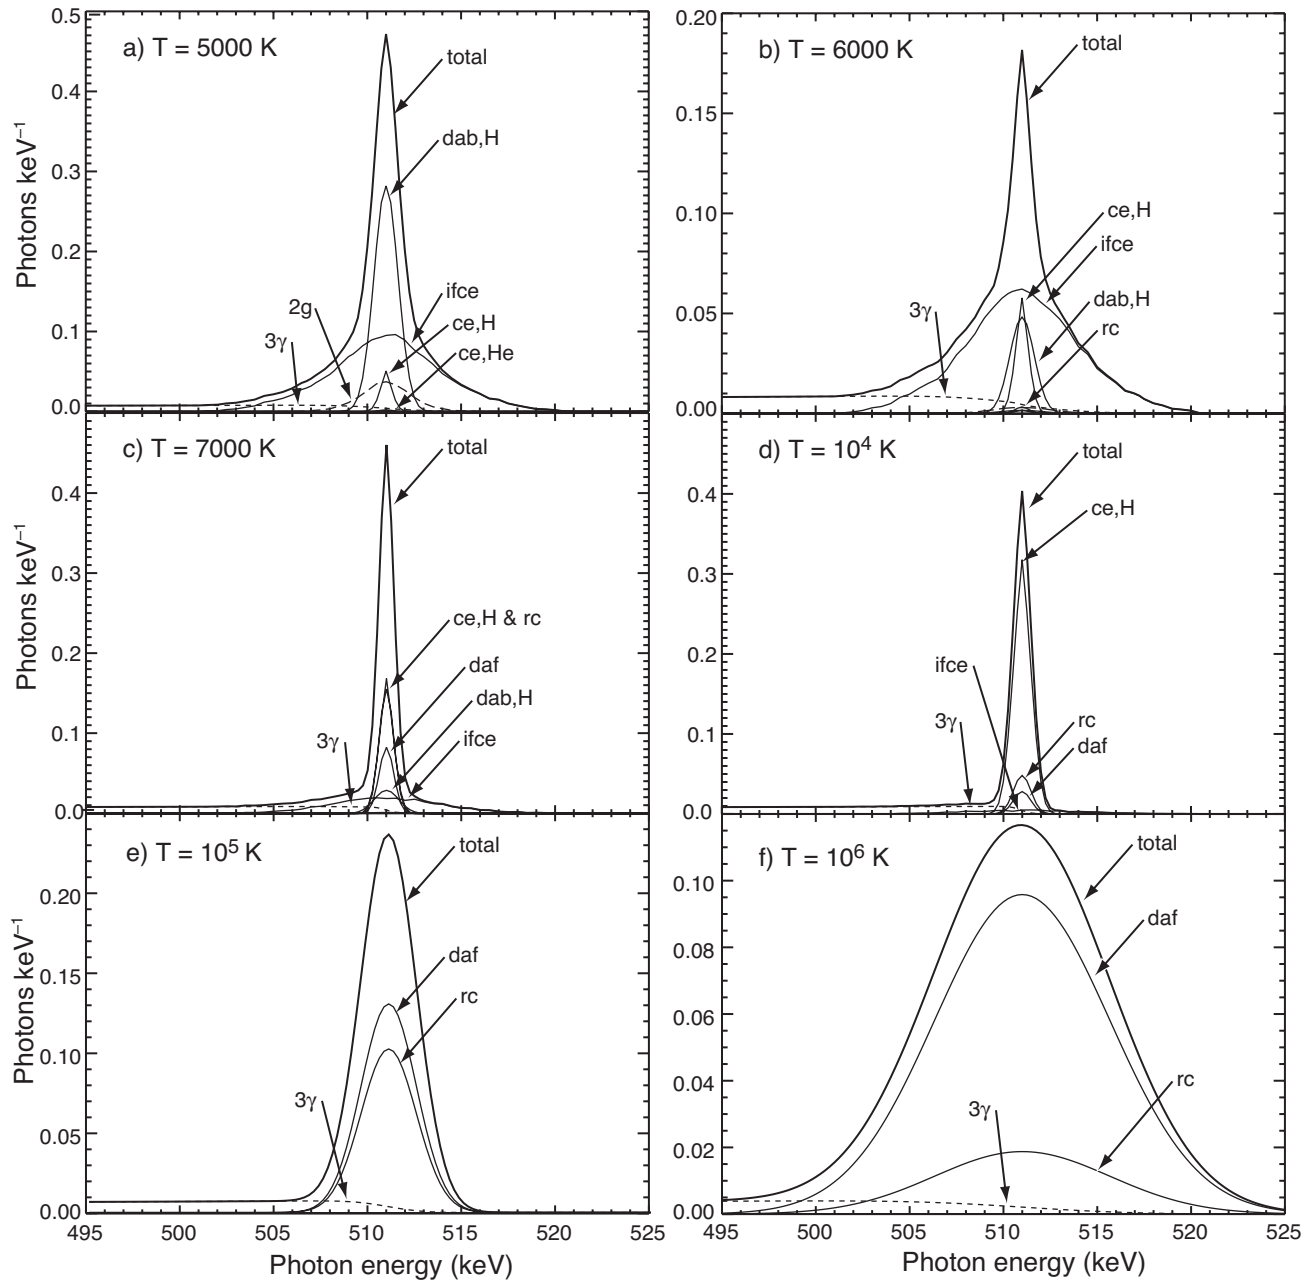 a) T = 5000 K
total
dab,H
ifce
2g
ce,H
3γ
ce,He
Photons keV⁻¹
0.5
0.4
0.3
0.2
0.1
0.0
b) T = 6000 K
total
ce,H
ifce
dab,H
3γ
rc
0.20
0.15
0.10
0.05
0.00
c) T = 7000 K
total
ce,H & rc
daf
dab,H
3γ
ifce
Photons keV⁻¹
0.4
0.3
0.2
0.1
0.0
d) T = 10⁴ K
total
ce,H
ifce
3γ
rc
daf
0.4
0.3
0.2
0.1
0.0
e) T = 10⁵ K
total
daf
rc
3γ
Photons keV⁻¹
0.20
0.15
0.10
0.05
0.00
495 500 505 510 515 520 525
Photon energy (keV)
f) T = 10⁶ K
total
daf
rc
3γ
0.10
0.08
0.06
0.04
0.02
0.00
495 500 505 510 515 520 525
Photon energy (keV)